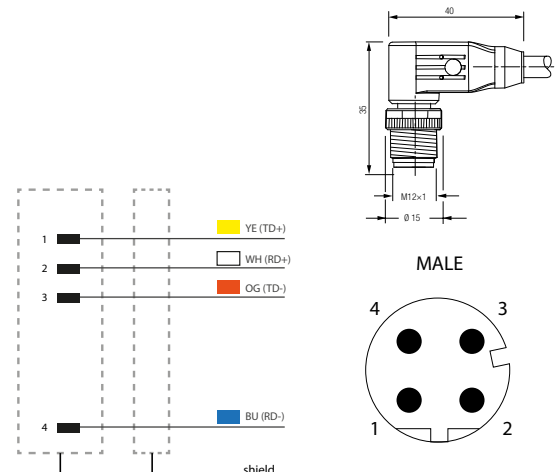 40
35
M12×1
Ø 15
1 YE (TD+)
2 WH (RD+)
3 OG (TD-)
4 BU (RD-)
shield
MALE
4 3
1 2